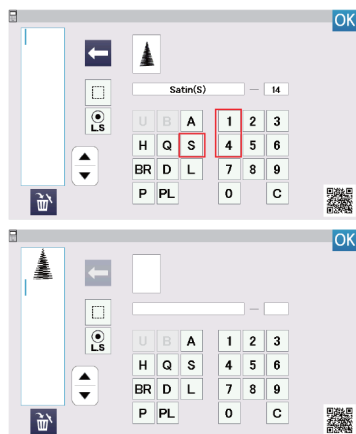 OK
Satin(S) — 14
U B A 1 2 3
L.S
H Q S 4 5 6
BR D L 7 8 9
P PL 0 C
OK
—
U B A 1 2 3
L.S
H Q S 4 5 6
BR D L 7 8 9
P PL 0 C